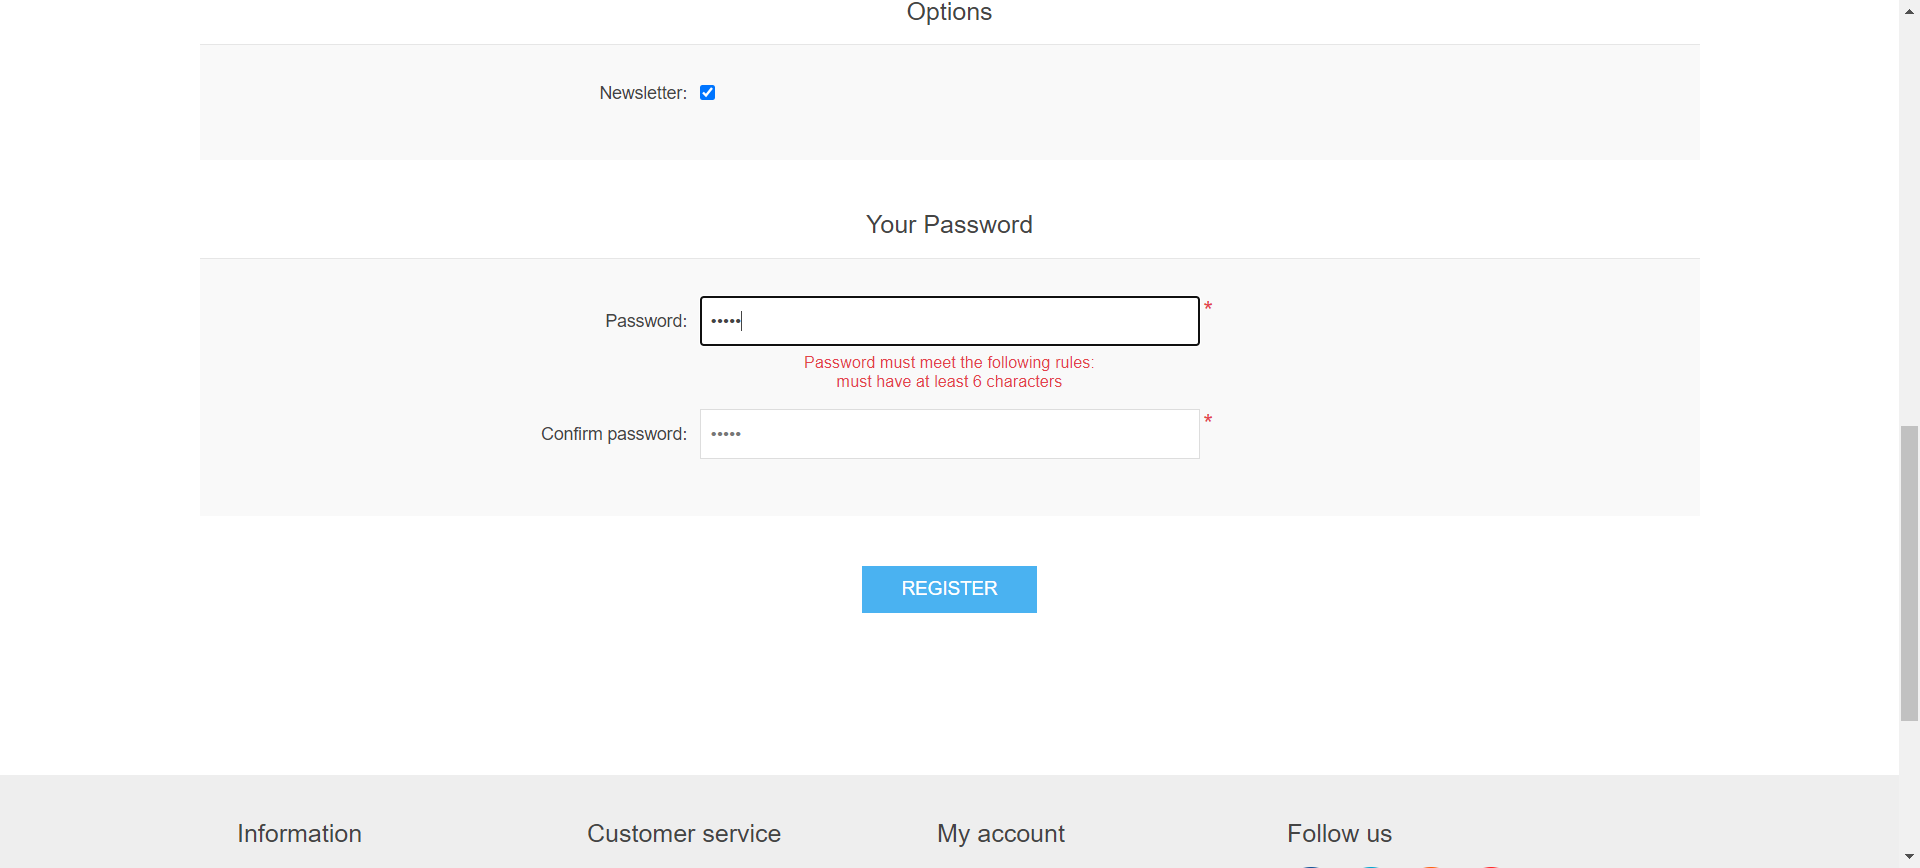 Options
Newsletter:
Your Password
Password: ••••• *
Password must meet the following rules:
must have at least 6 characters
Confirm password: ••••• *
REGISTER
Information Customer service My account Follow us